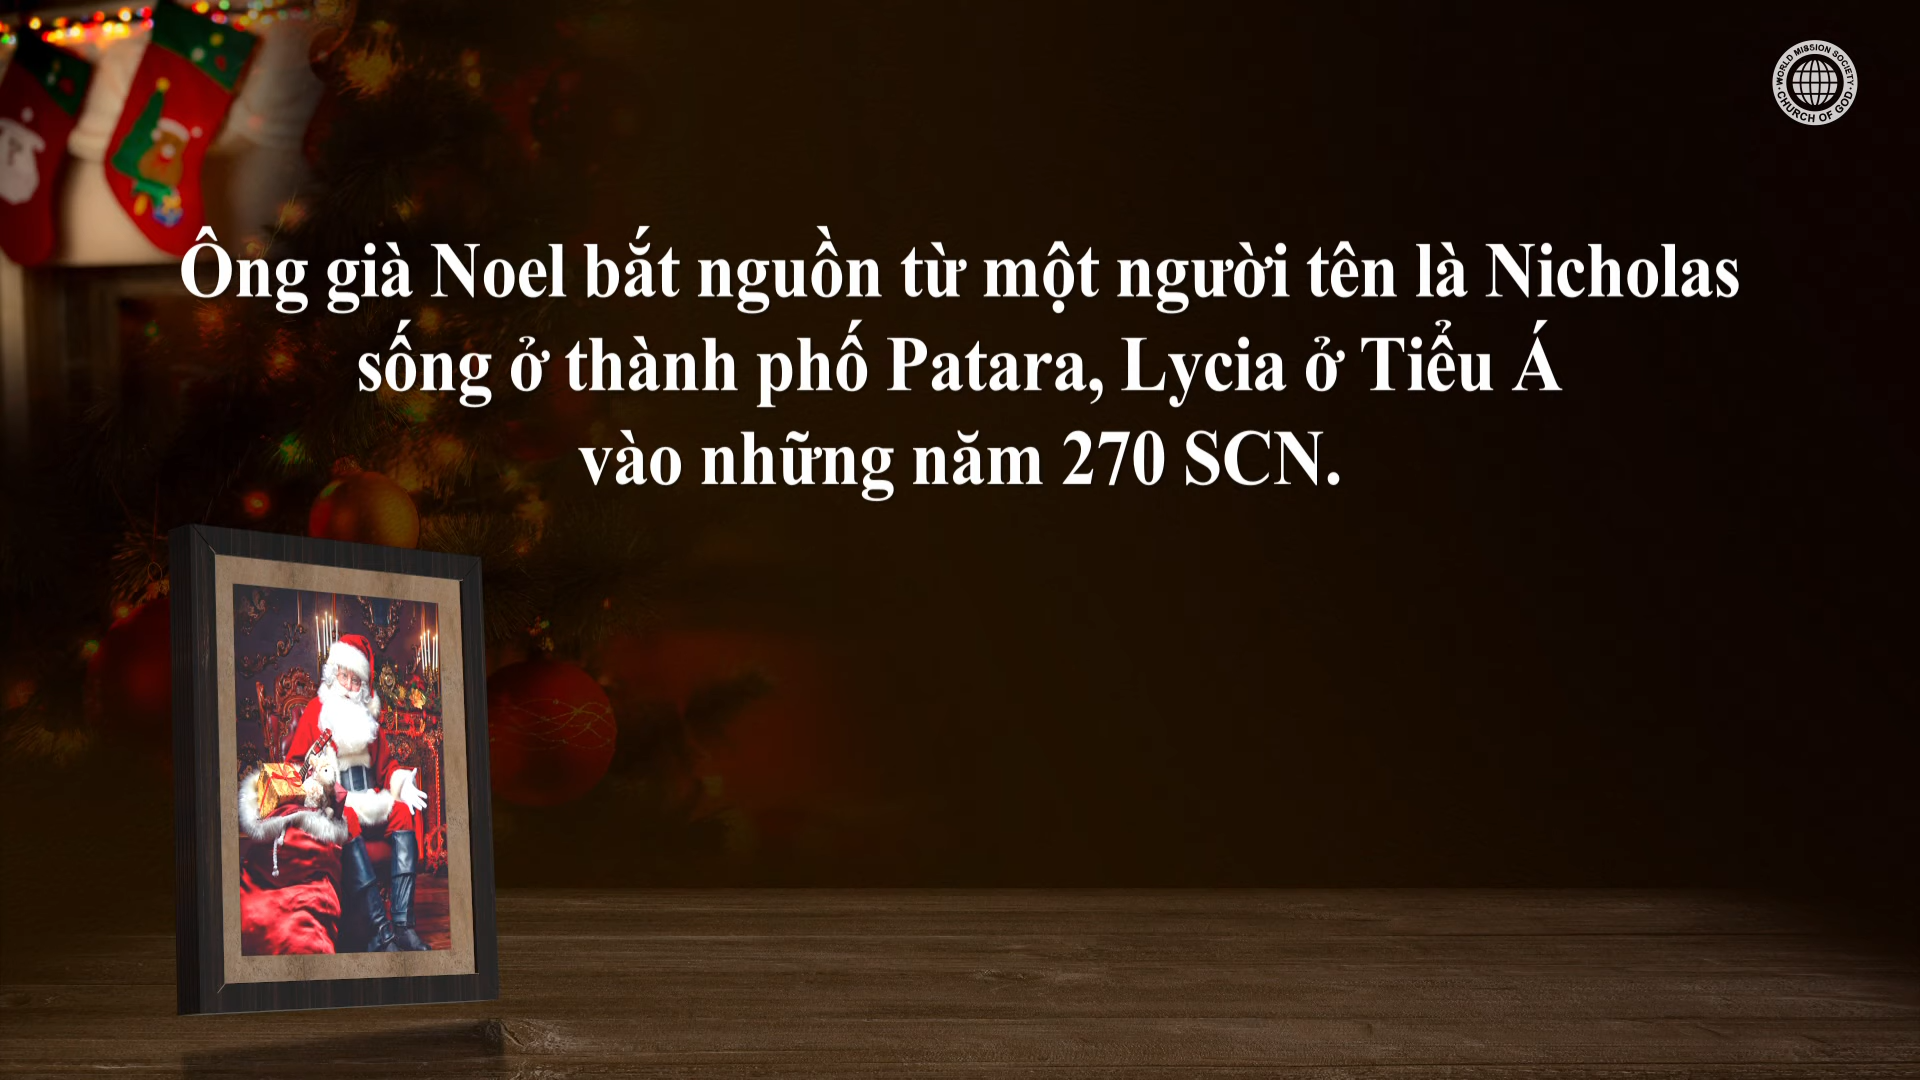 WORLD MISSION SOCIETY
CHURCH OF GOD
Ông già Noel bắt nguồn từ một người tên là Nicholas
sống ở thành phố Patara, Lycia ở Tiểu Á
vào những năm 270 SCN.